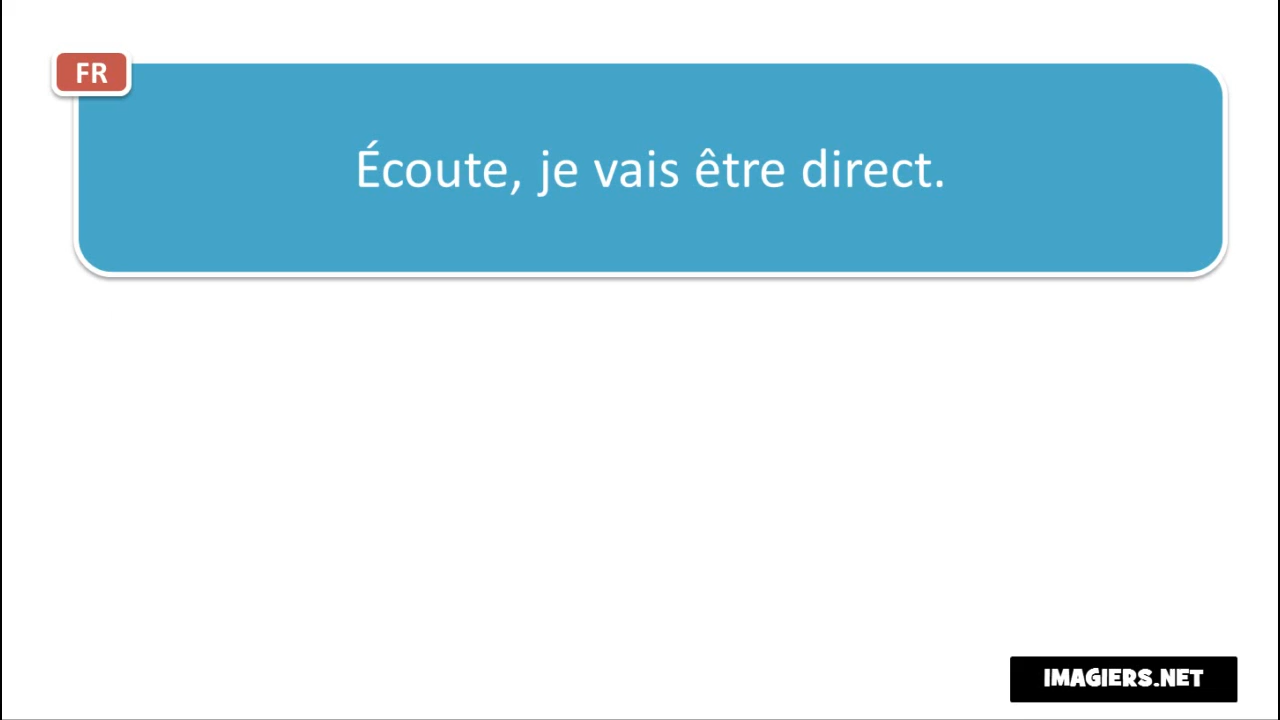 FR
Écoute, je vais être direct.
IMAGIERS.NET